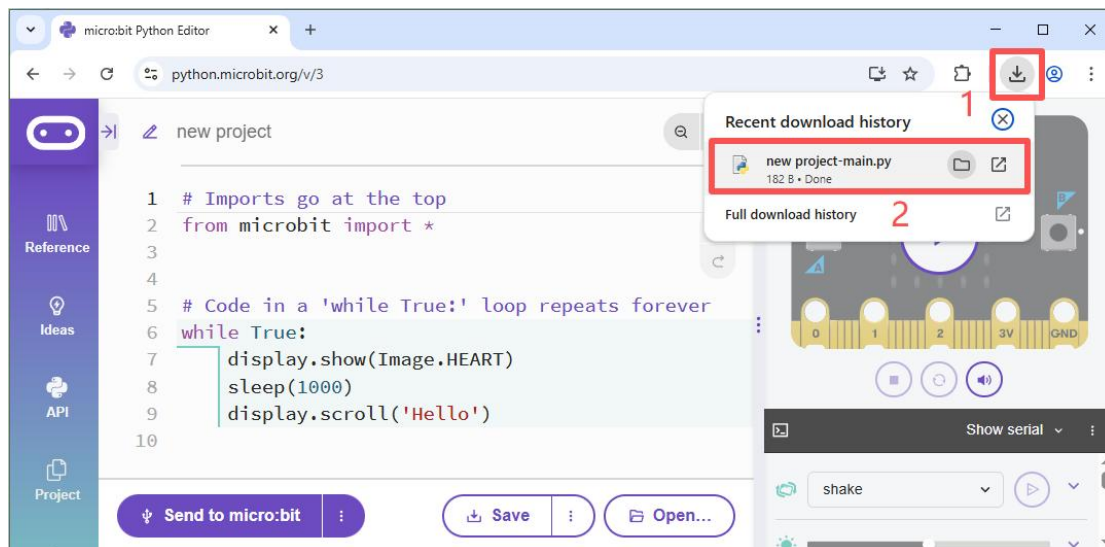 micro:bit Python Editor
python.microbit.org/v/3
new project
1
Recent download history
new project-main.py
182 B • Done
Full download history
2
Reference
Ideas
API
Project
1 # Imports go at the top
2 from microbit import *
3
4
5 # Code in a 'while True:' loop repeats forever
6 while True:
7 display.show(Image.HEART)
8 sleep(1000)
9 display.scroll('Hello')
10
B
A
0 1 2 3V GND
Show serial
shake
Send to micro:bit
Save
Open...